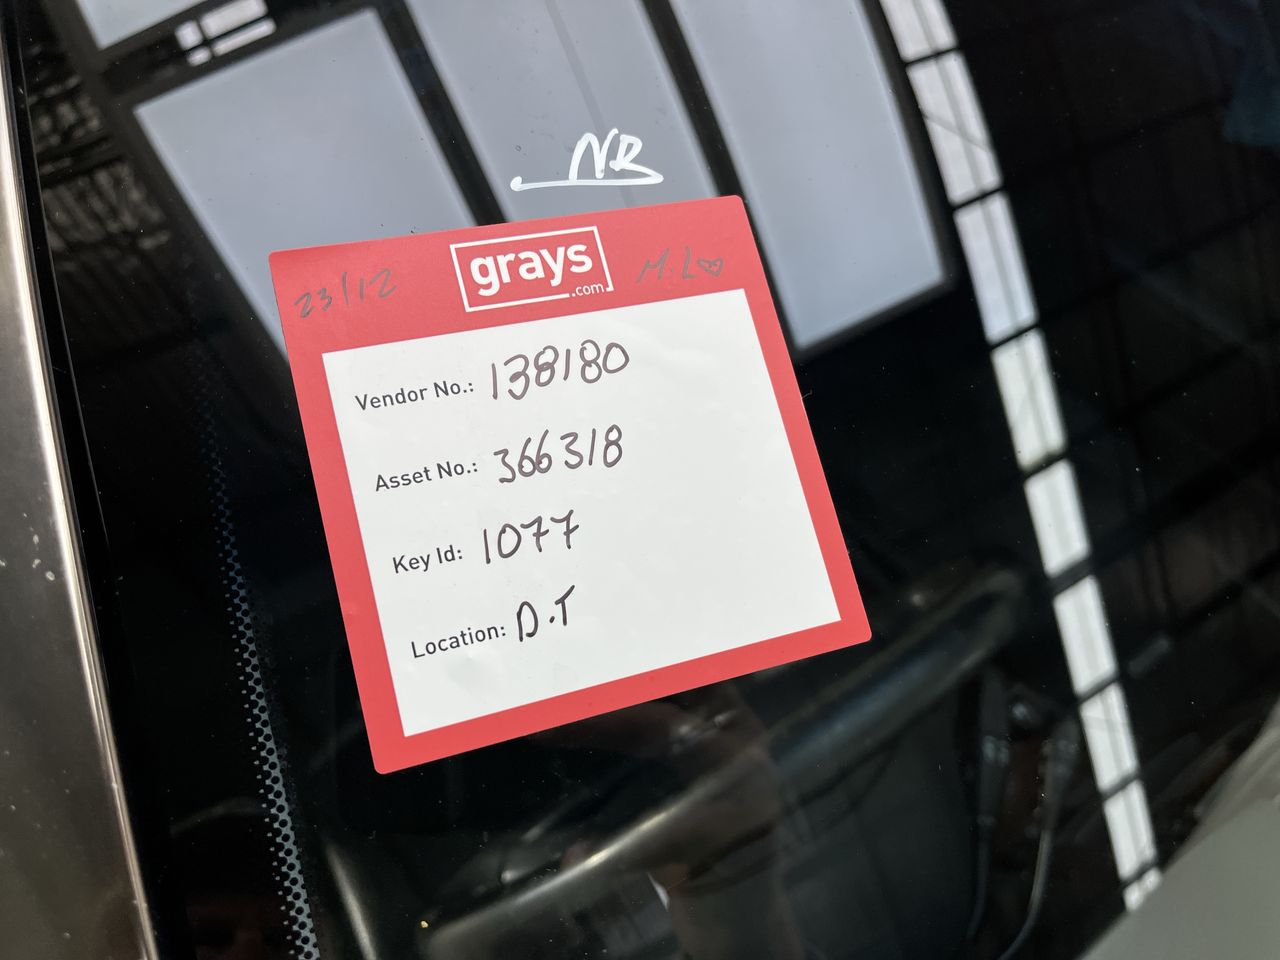 NB
23/12
grays
.com
M.L♡
Vendor No.: 138180
Asset No.: 366318
Key Id: 1077
Location: D.T